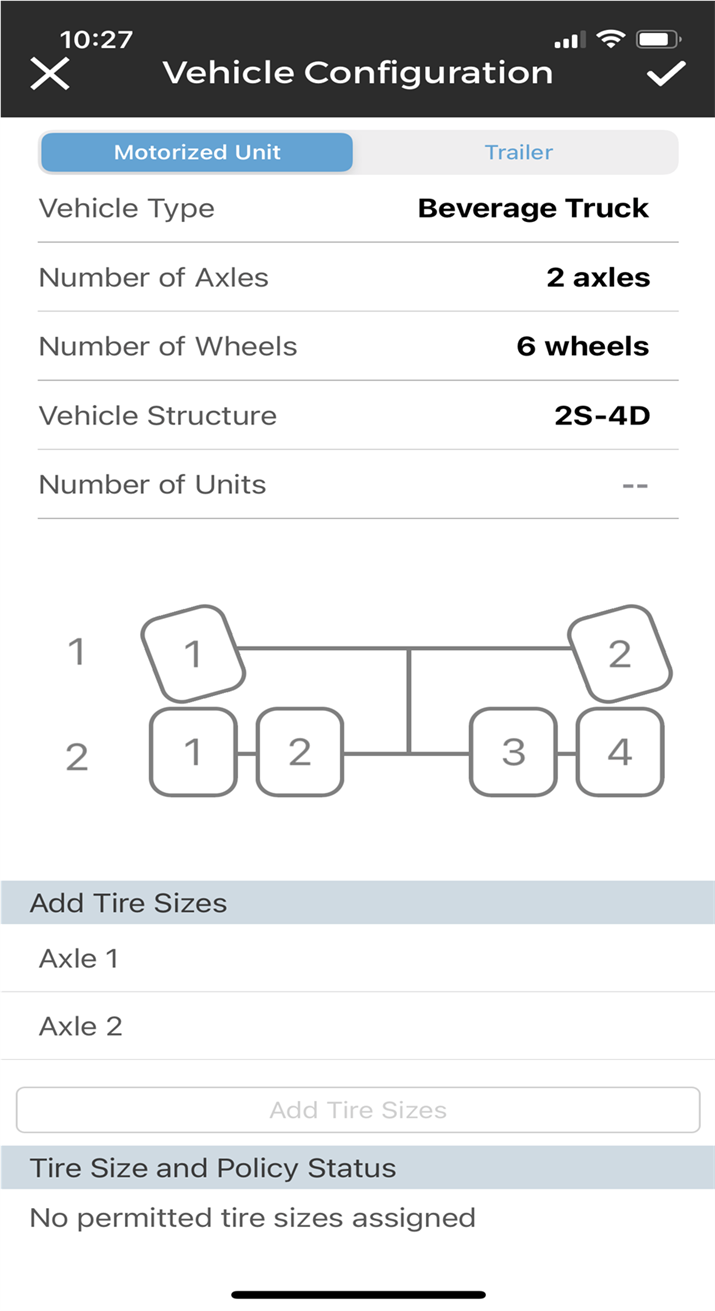 10:27
Vehicle Configuration
Motorized Unit Trailer
Vehicle Type Beverage Truck
Number of Axles 2 axles
Number of Wheels 6 wheels
Vehicle Structure 2S-4D
Number of Units --
1 1 2
2 1 2 3 4
Add Tire Sizes
Axle 1
Axle 2
Add Tire Sizes
Tire Size and Policy Status
No permitted tire sizes assigned